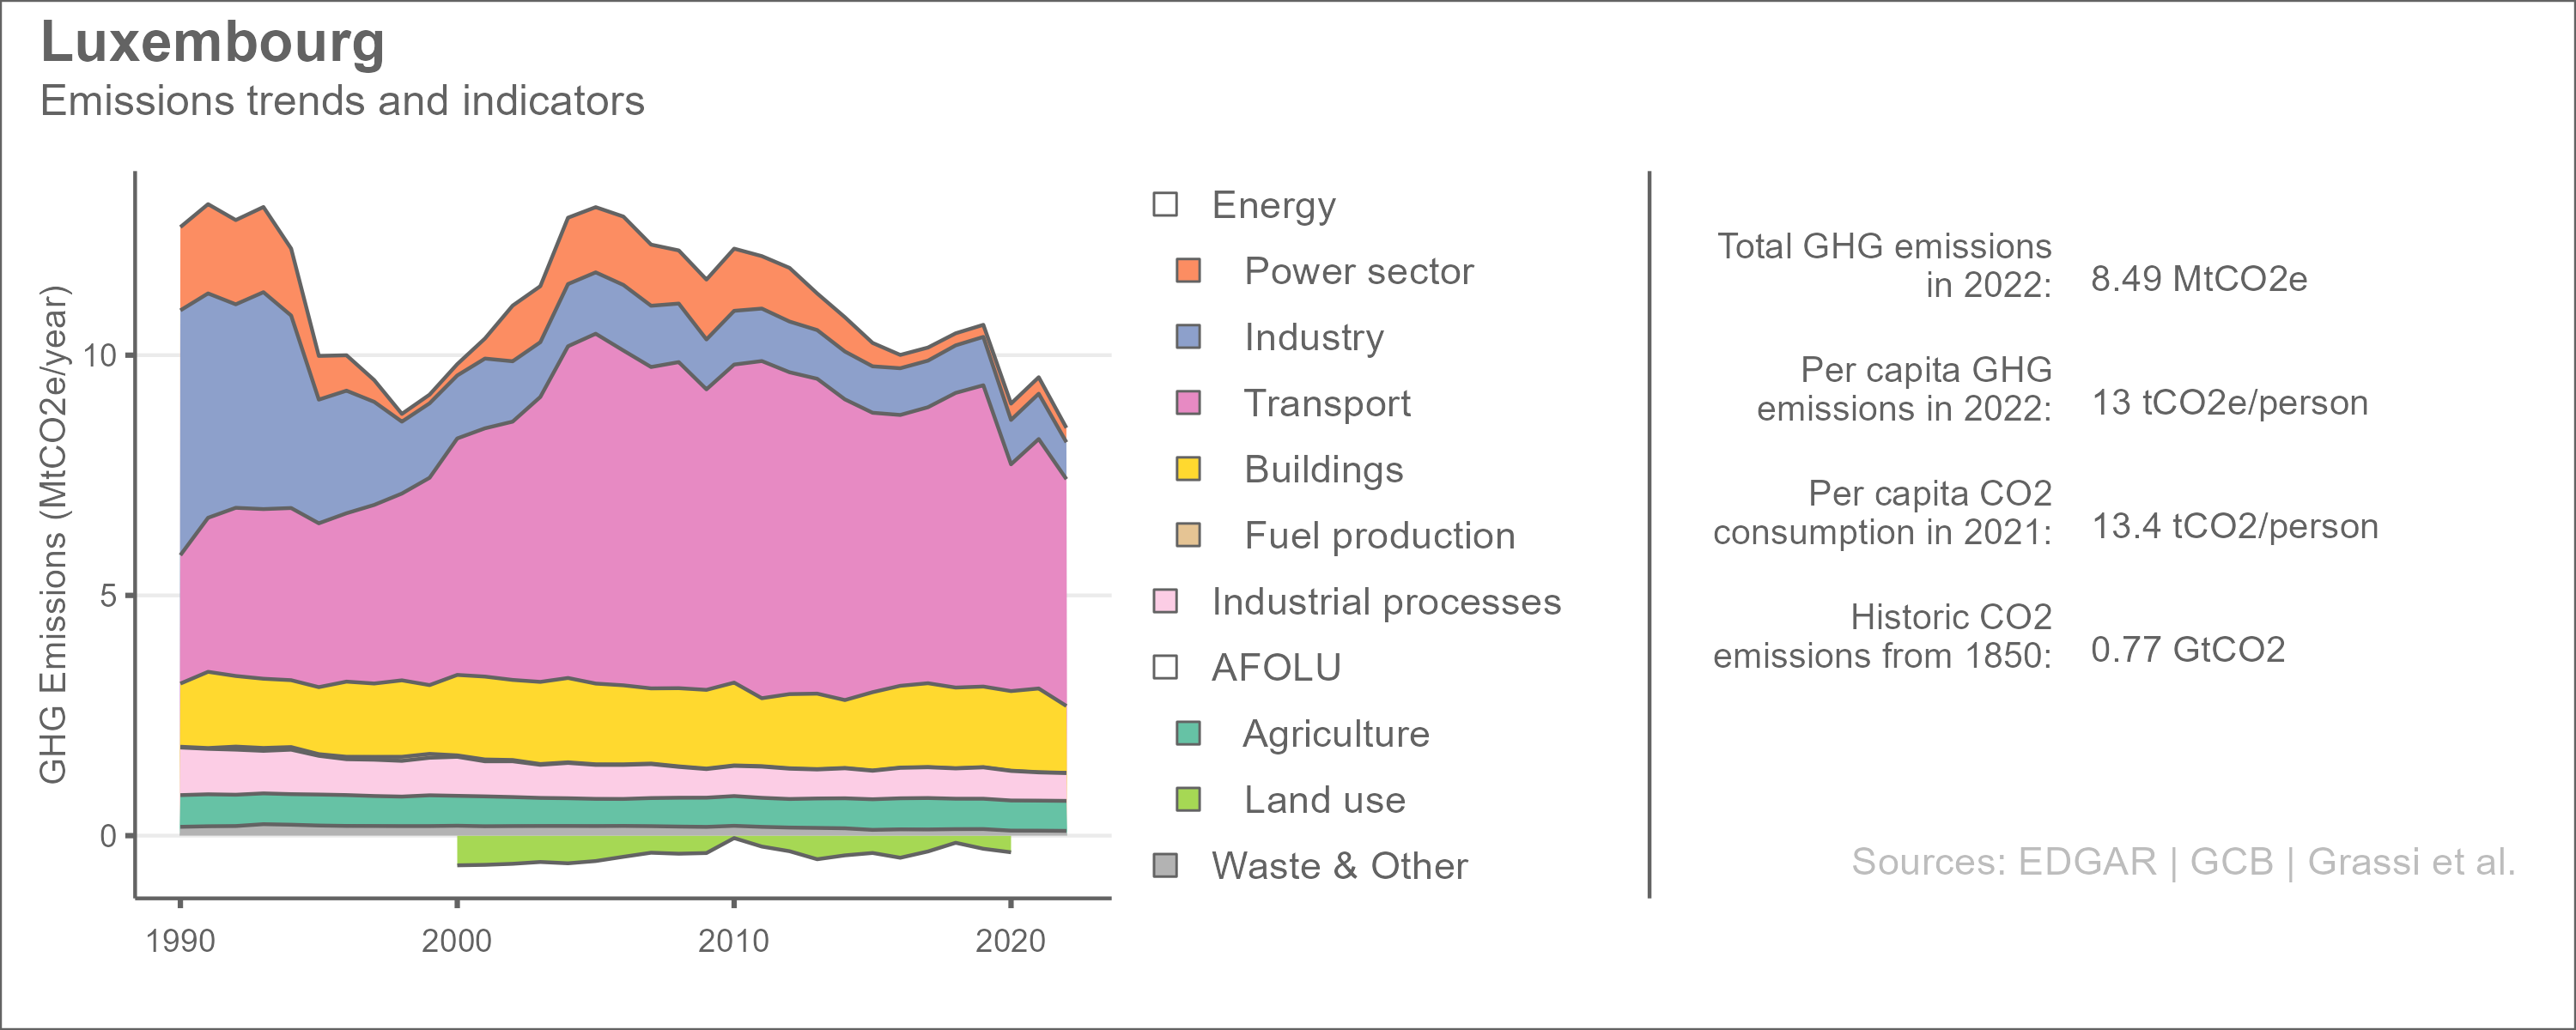 Luxembourg
Emissions trends and indicators
GHG Emissions (MtCO2e/year)
10
5
0
1990
2000
2010
2020
Energy
Power sector
Industry
Transport
Buildings
Fuel production
Industrial processes
AFOLU
Agriculture
Land use
Waste & Other
Total GHG emissions
in 2022:
8.49 MtCO2e
Per capita GHG
emissions in 2022:
13 tCO2e/person
Per capita CO2
consumption in 2021:
13.4 tCO2/person
Historic CO2
emissions from 1850:
0.77 GtCO2
Sources: EDGAR | GCB | Grassi et al.